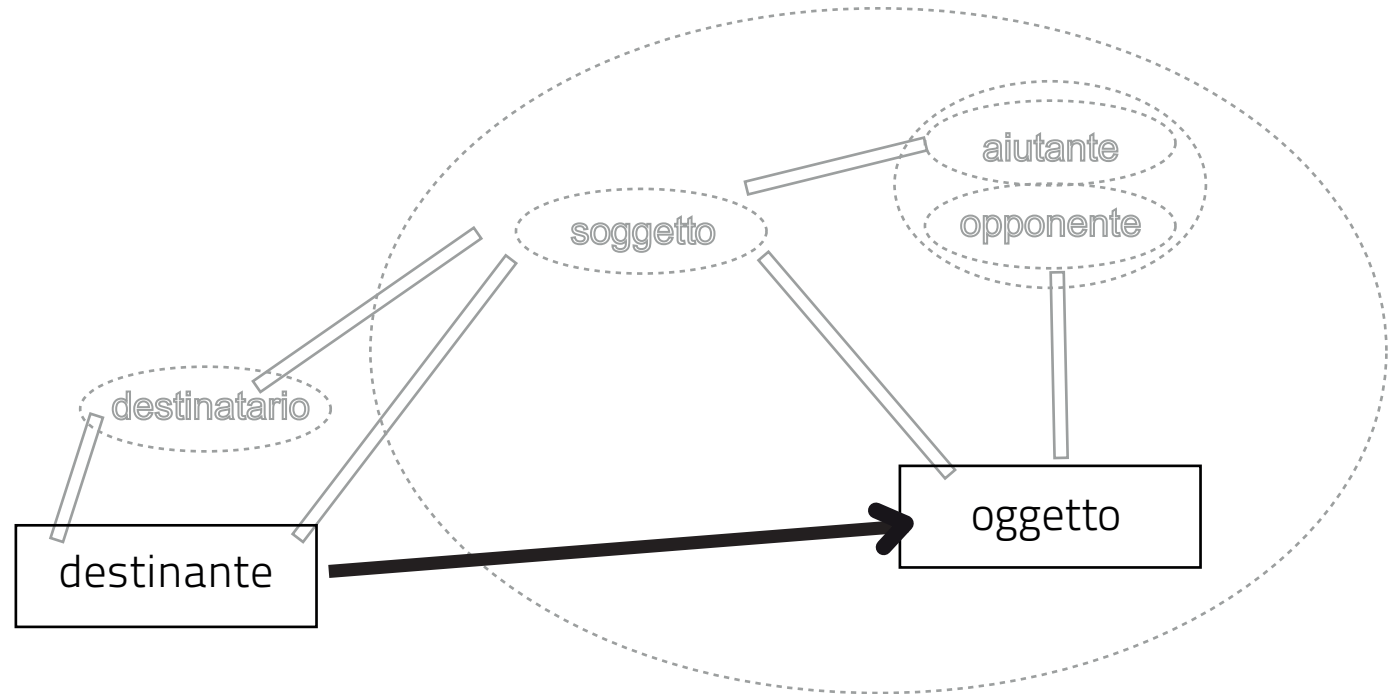 aiutante
opponente
soggetto
destinatario
oggetto
destinante